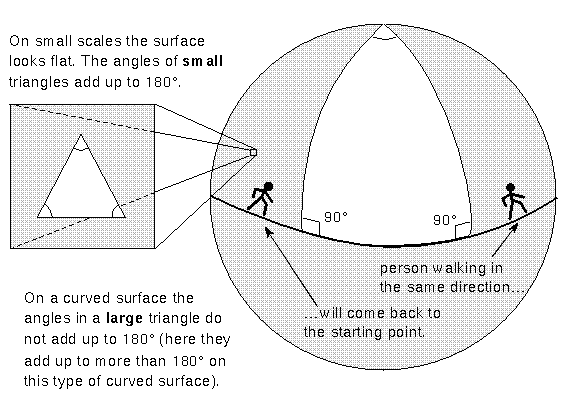 On small scales the surface
looks flat. The angles of small
triangles add up to 180°.
90°
90°
person walking in
the same direction...
...will come back to
the starting point.
On a curved surface the
angles in a large triangle do
not add up to 180° (here they
add up to more than 180° on
this type of curved surface).